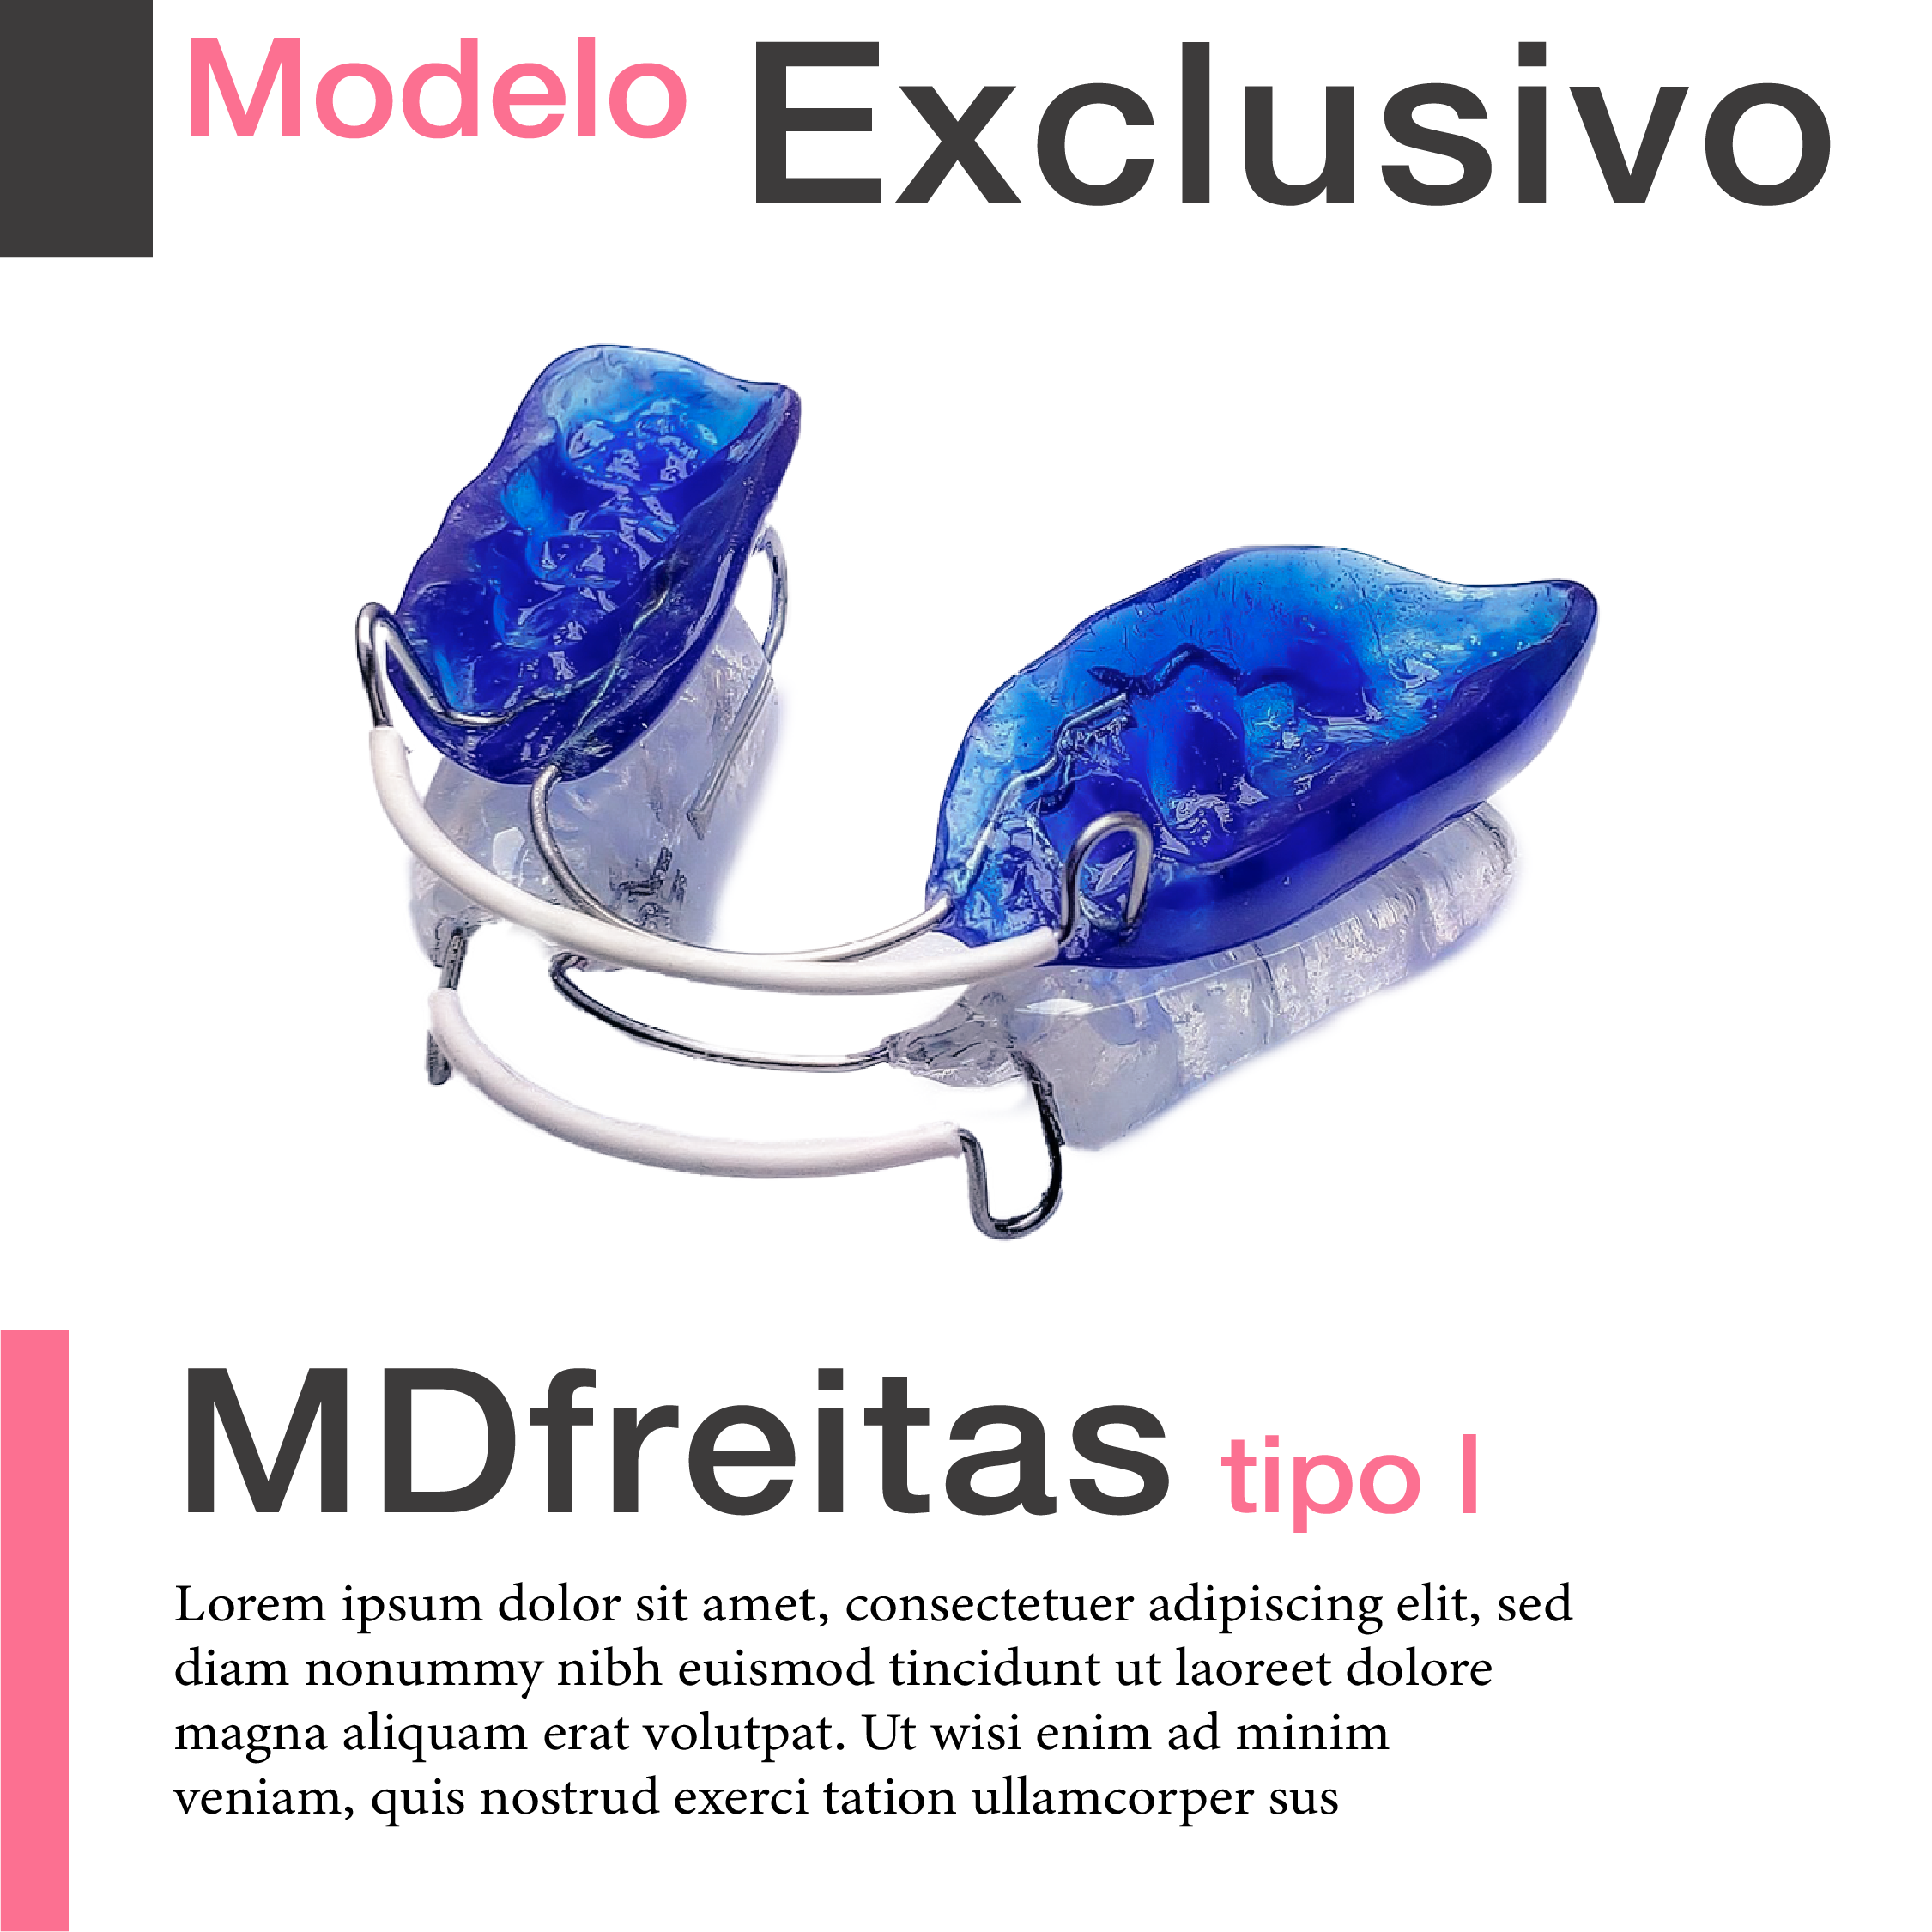 Modelo Exclusivo
MDfreitas tipo I
Lorem ipsum dolor sit amet, consectetuer adipiscing elit, sed
diam nonummy nibh euismod tincidunt ut laoreet dolore
magna aliquam erat volutpat. Ut wisi enim ad minim
veniam, quis nostrud exerci tation ullamcorper sus